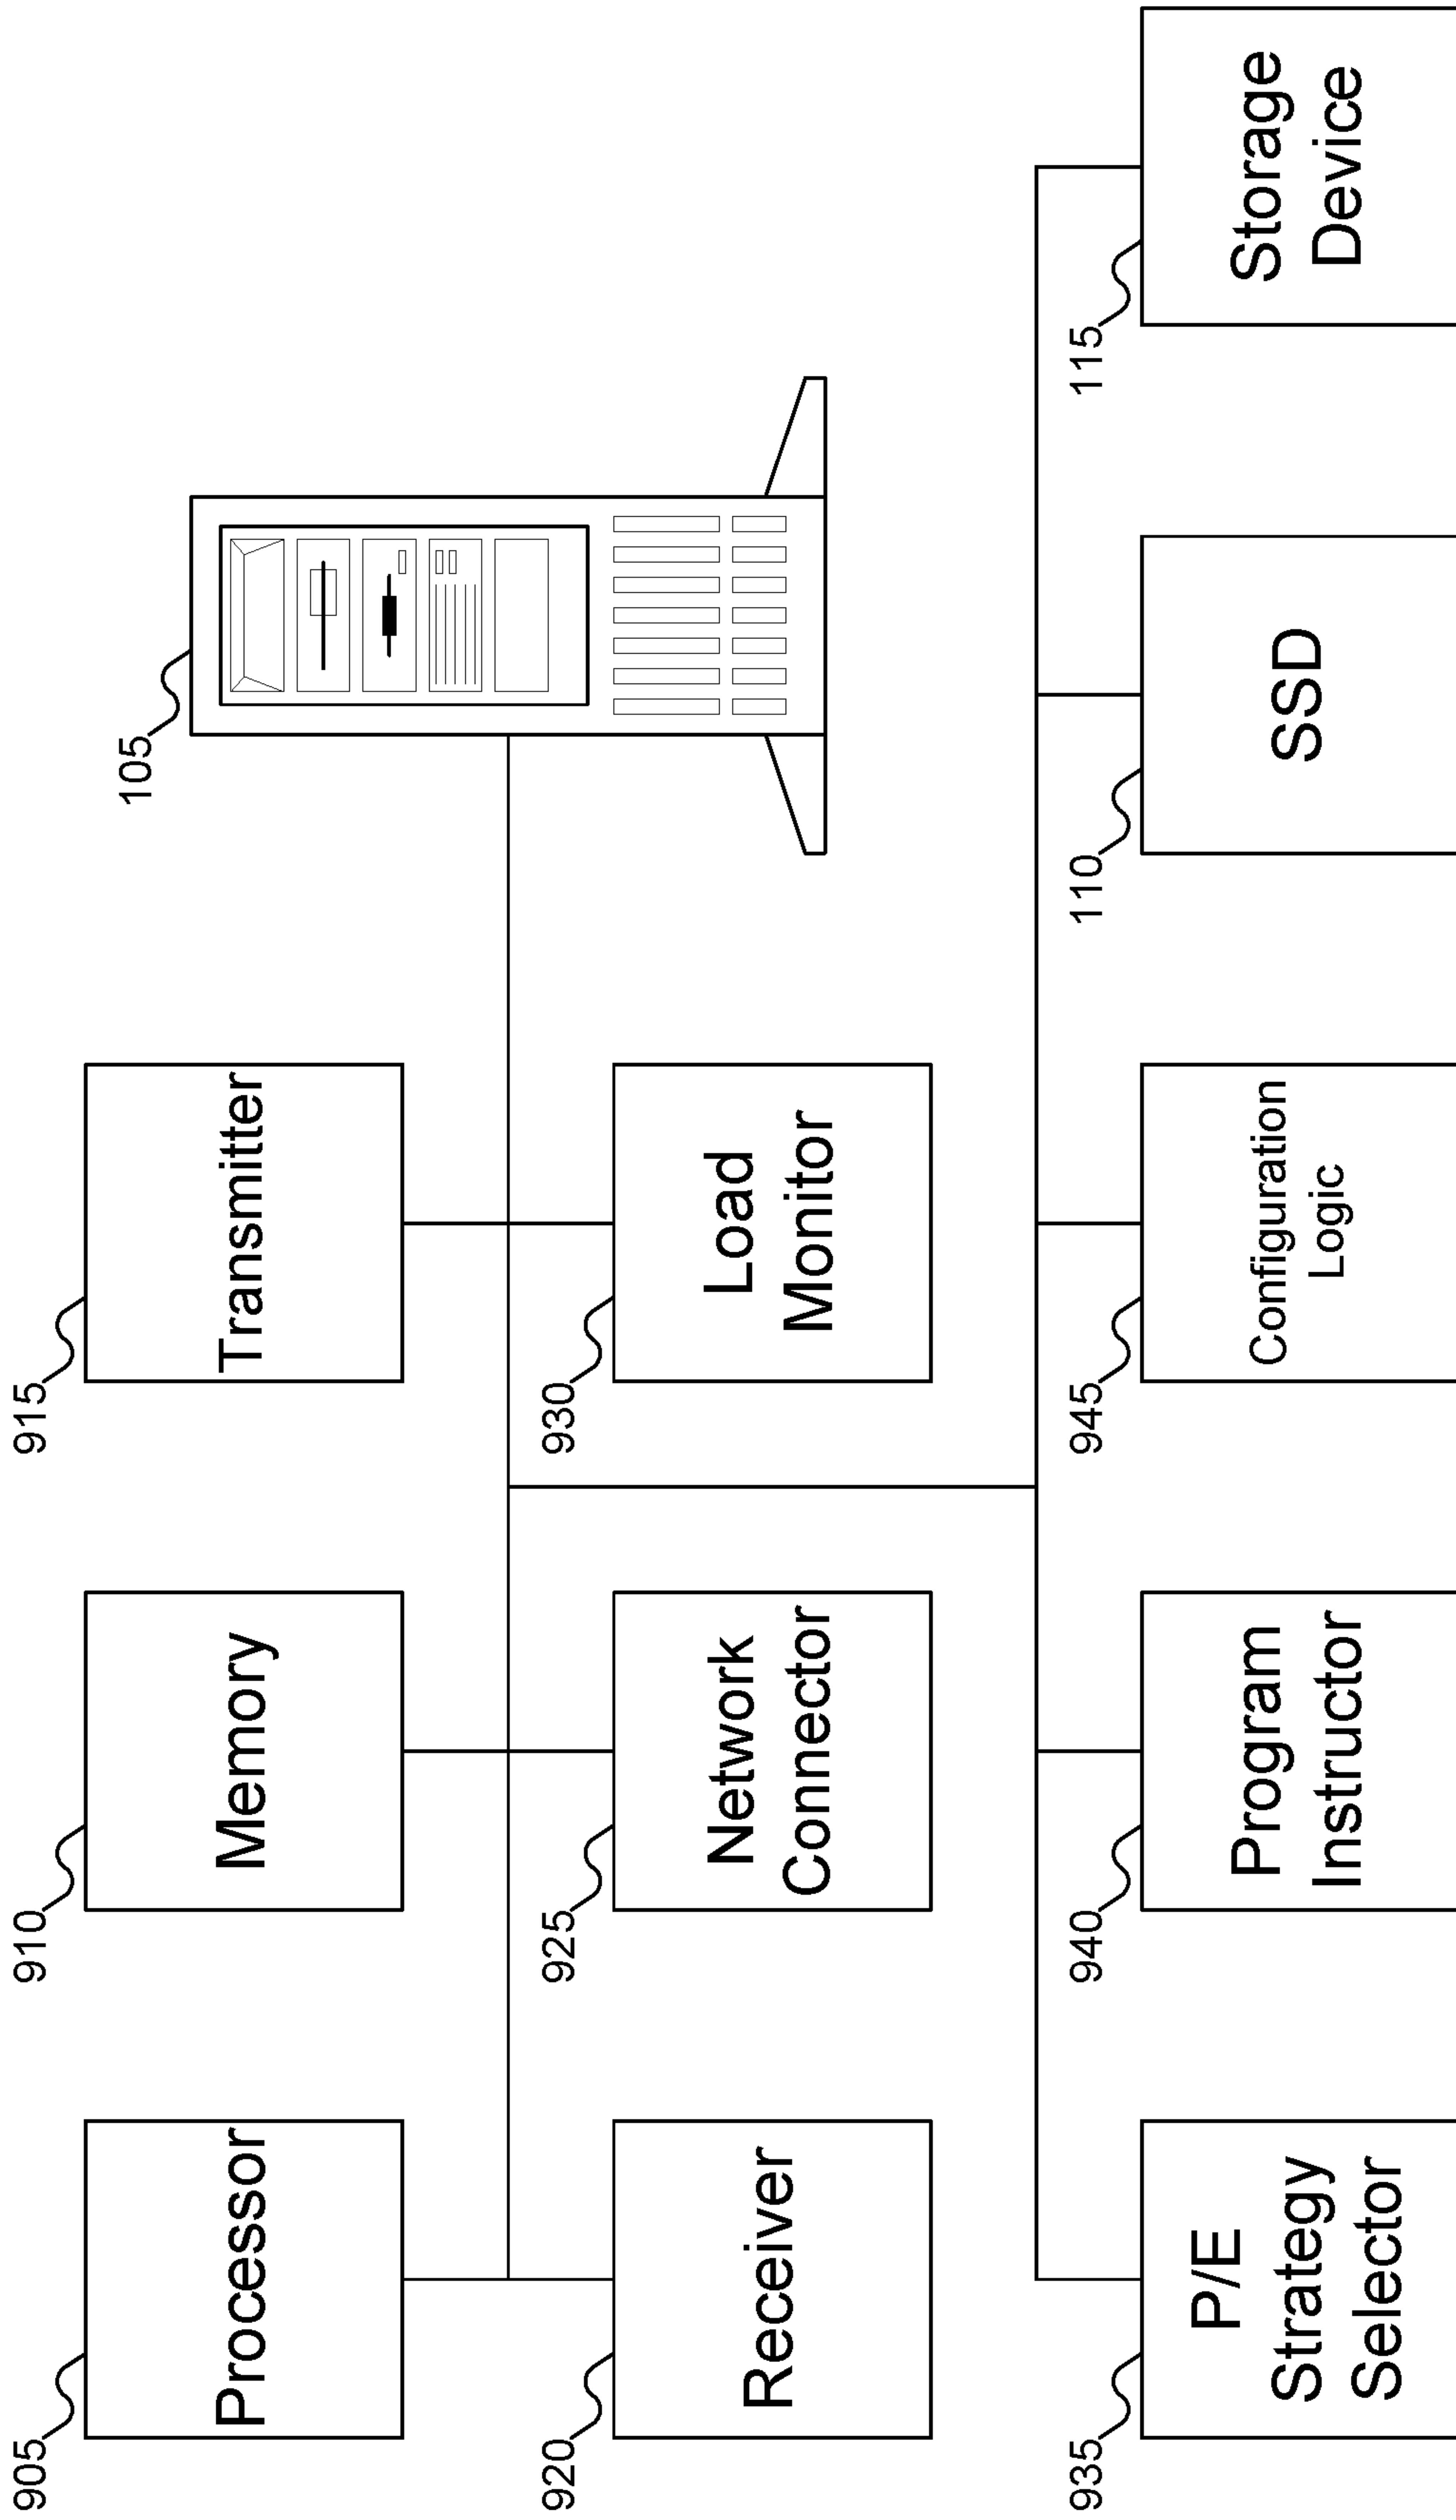 905
Processor
910
Memory
915
Transmitter
105
920
Receiver
925
Network
Connector
930
Load
Monitor
935
P/E
Strategy
Selector
940
Program
Instructor
945
Configuration
Logic
110
SSD
115
Storage
Device